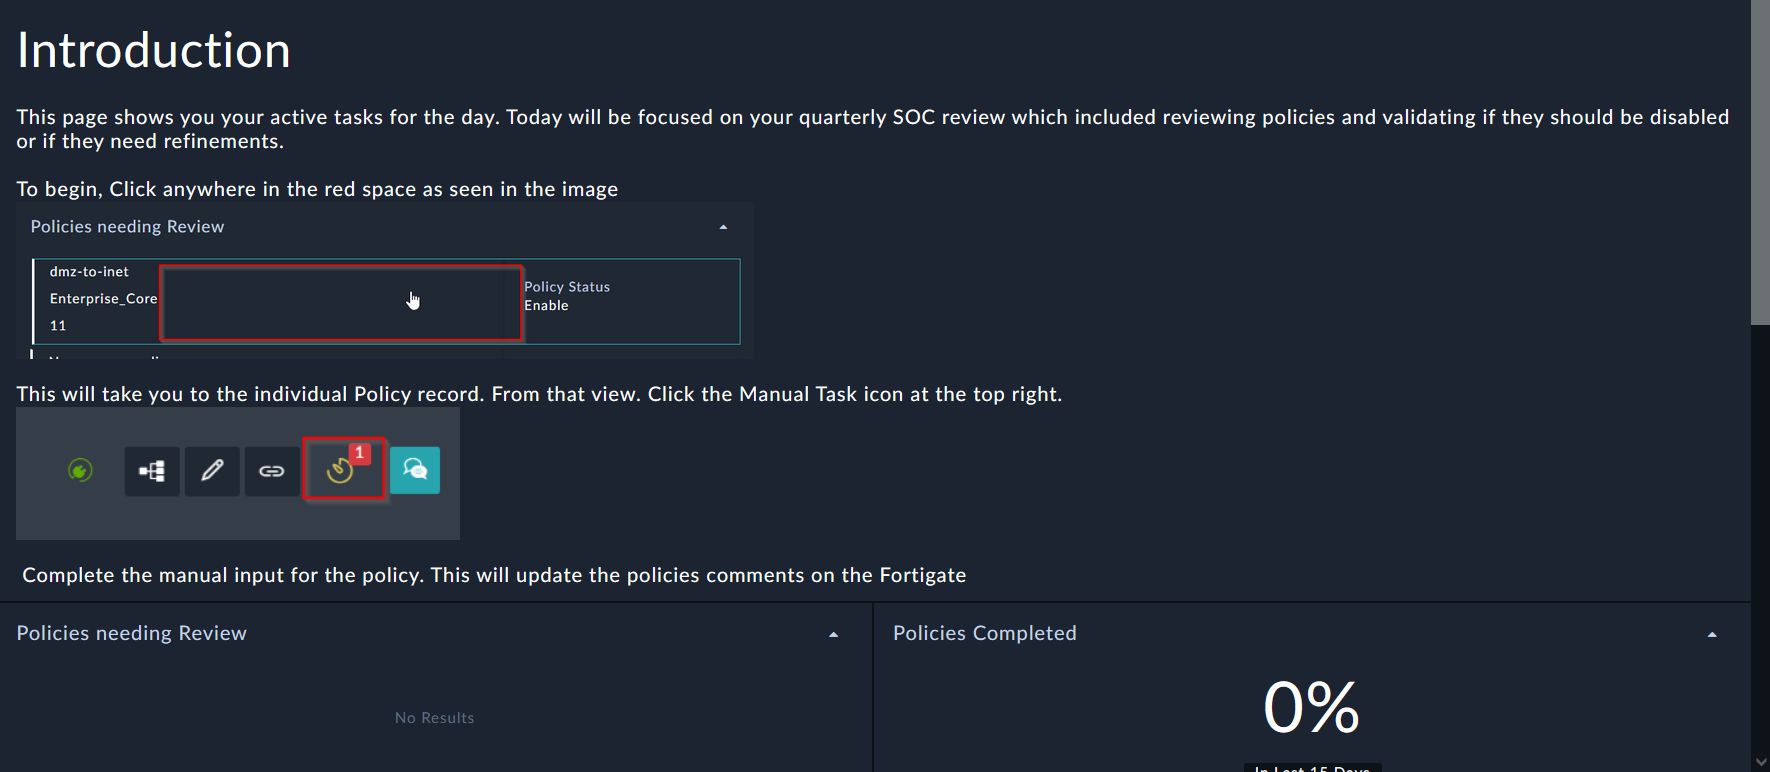 Introduction
This page shows you your active tasks for the day. Today will be focused on your quarterly SOC review which included reviewing policies and validating if they should be disabled
or if they need refinements.
To begin, Click anywhere in the red space as seen in the image
Policies needing Review
dmz-to-inet
Enterprise_Core
11
Policy Status
Enable
This will take you to the individual Policy record. From that view. Click the Manual Task icon at the top right.
1
Complete the manual input for the policy. This will update the policies comments on the Fortigate
Policies needing Review
No Results
Policies Completed
0%
In Last 15 Days